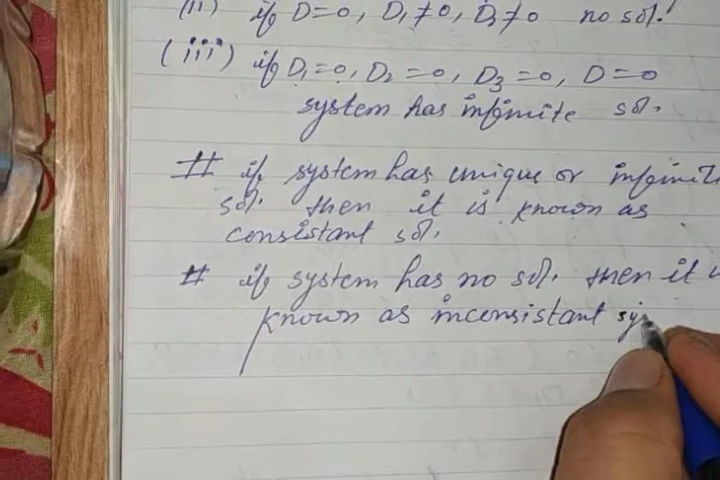 (ii) if D=0, D₁≠0, D₃≠0 no sol.
(iii) if D₁=0, D₂=0, D₃=0, D=0
system has infinite sol.
# if system has unique or infinit
sol. then it is known as
consistant sol.
# if system has no sol. then it
known as inconsistant sy